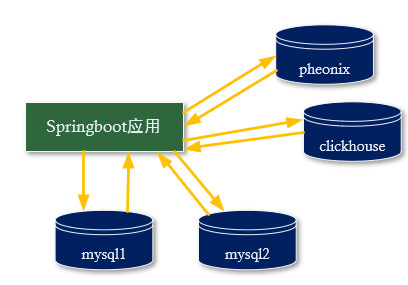 pheonix
Springboot应用
clickhouse
mysql1
mysql2